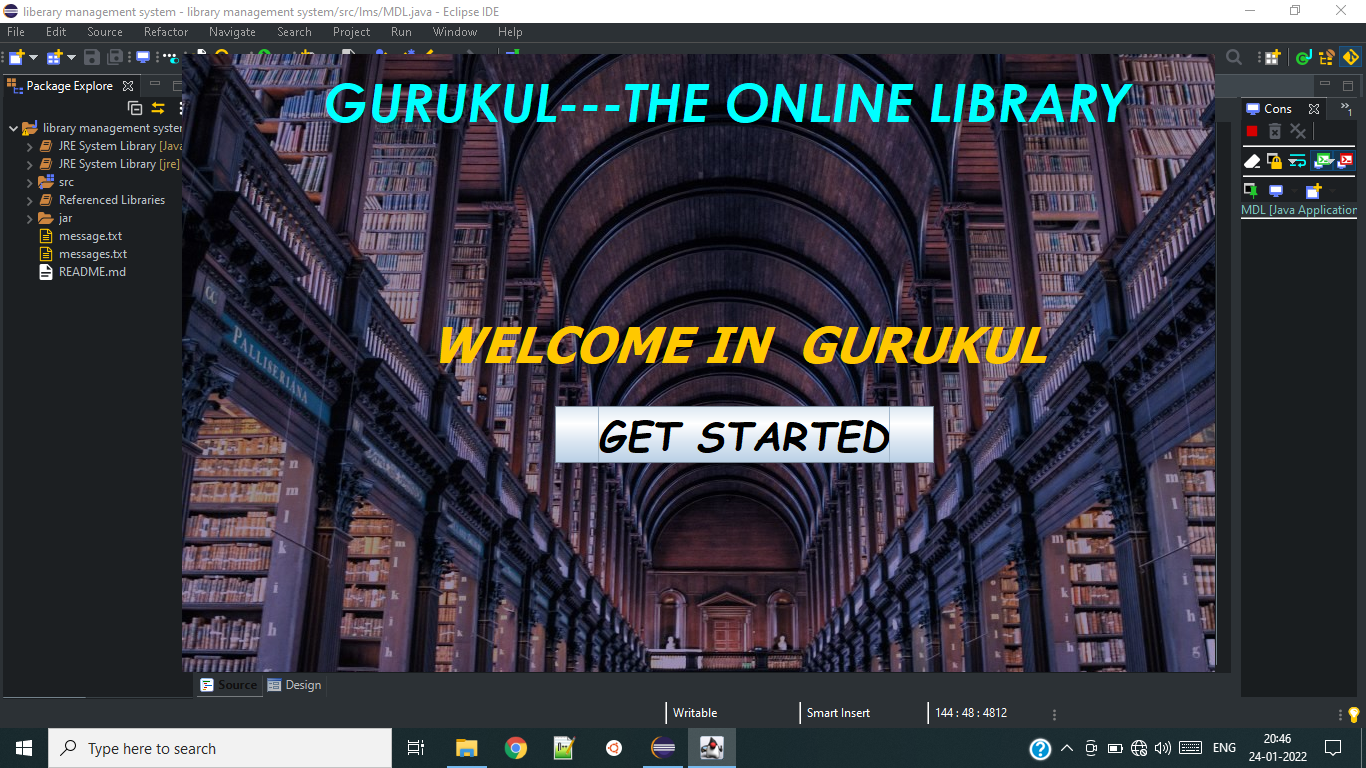 liberary management system - library management system/src/lms/MDL.java - Eclipse IDE
File Edit Source Refactor Navigate Search Project Run Window Help
Package Explore
Cons
1
library management syster
JRE System Library [Java
JRE System Library [jre]
src
Referenced Libraries
jar
message.txt
messages.txt
README.md
MDL [Java Application
GURUKUL---THE ONLINE LIBRARY
CC
PALLISERIANA
WELCOME IN GURUKUL
GET STARTED
Source Design
Writable Smart Insert 144 : 48 : 4812
Type here to search
ENG
20:46
24-01-2022